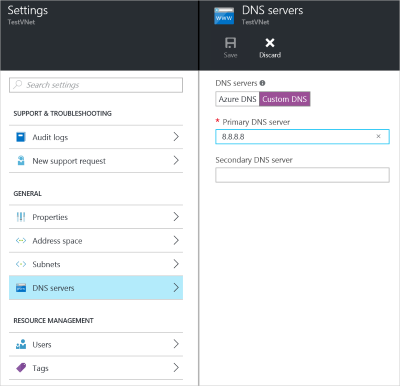 Settings
TestVNet
Search settings
SUPPORT & TROUBLESHOOTING
Audit logs
New support request
GENERAL
Properties
Address space
Subnets
DNS servers
RESOURCE MANAGEMENT
Users
Tags
www
DNS servers
TestVNet
Save
Discard
DNS servers
Azure DNS Custom DNS
* Primary DNS server
8.8.8.8
Secondary DNS server